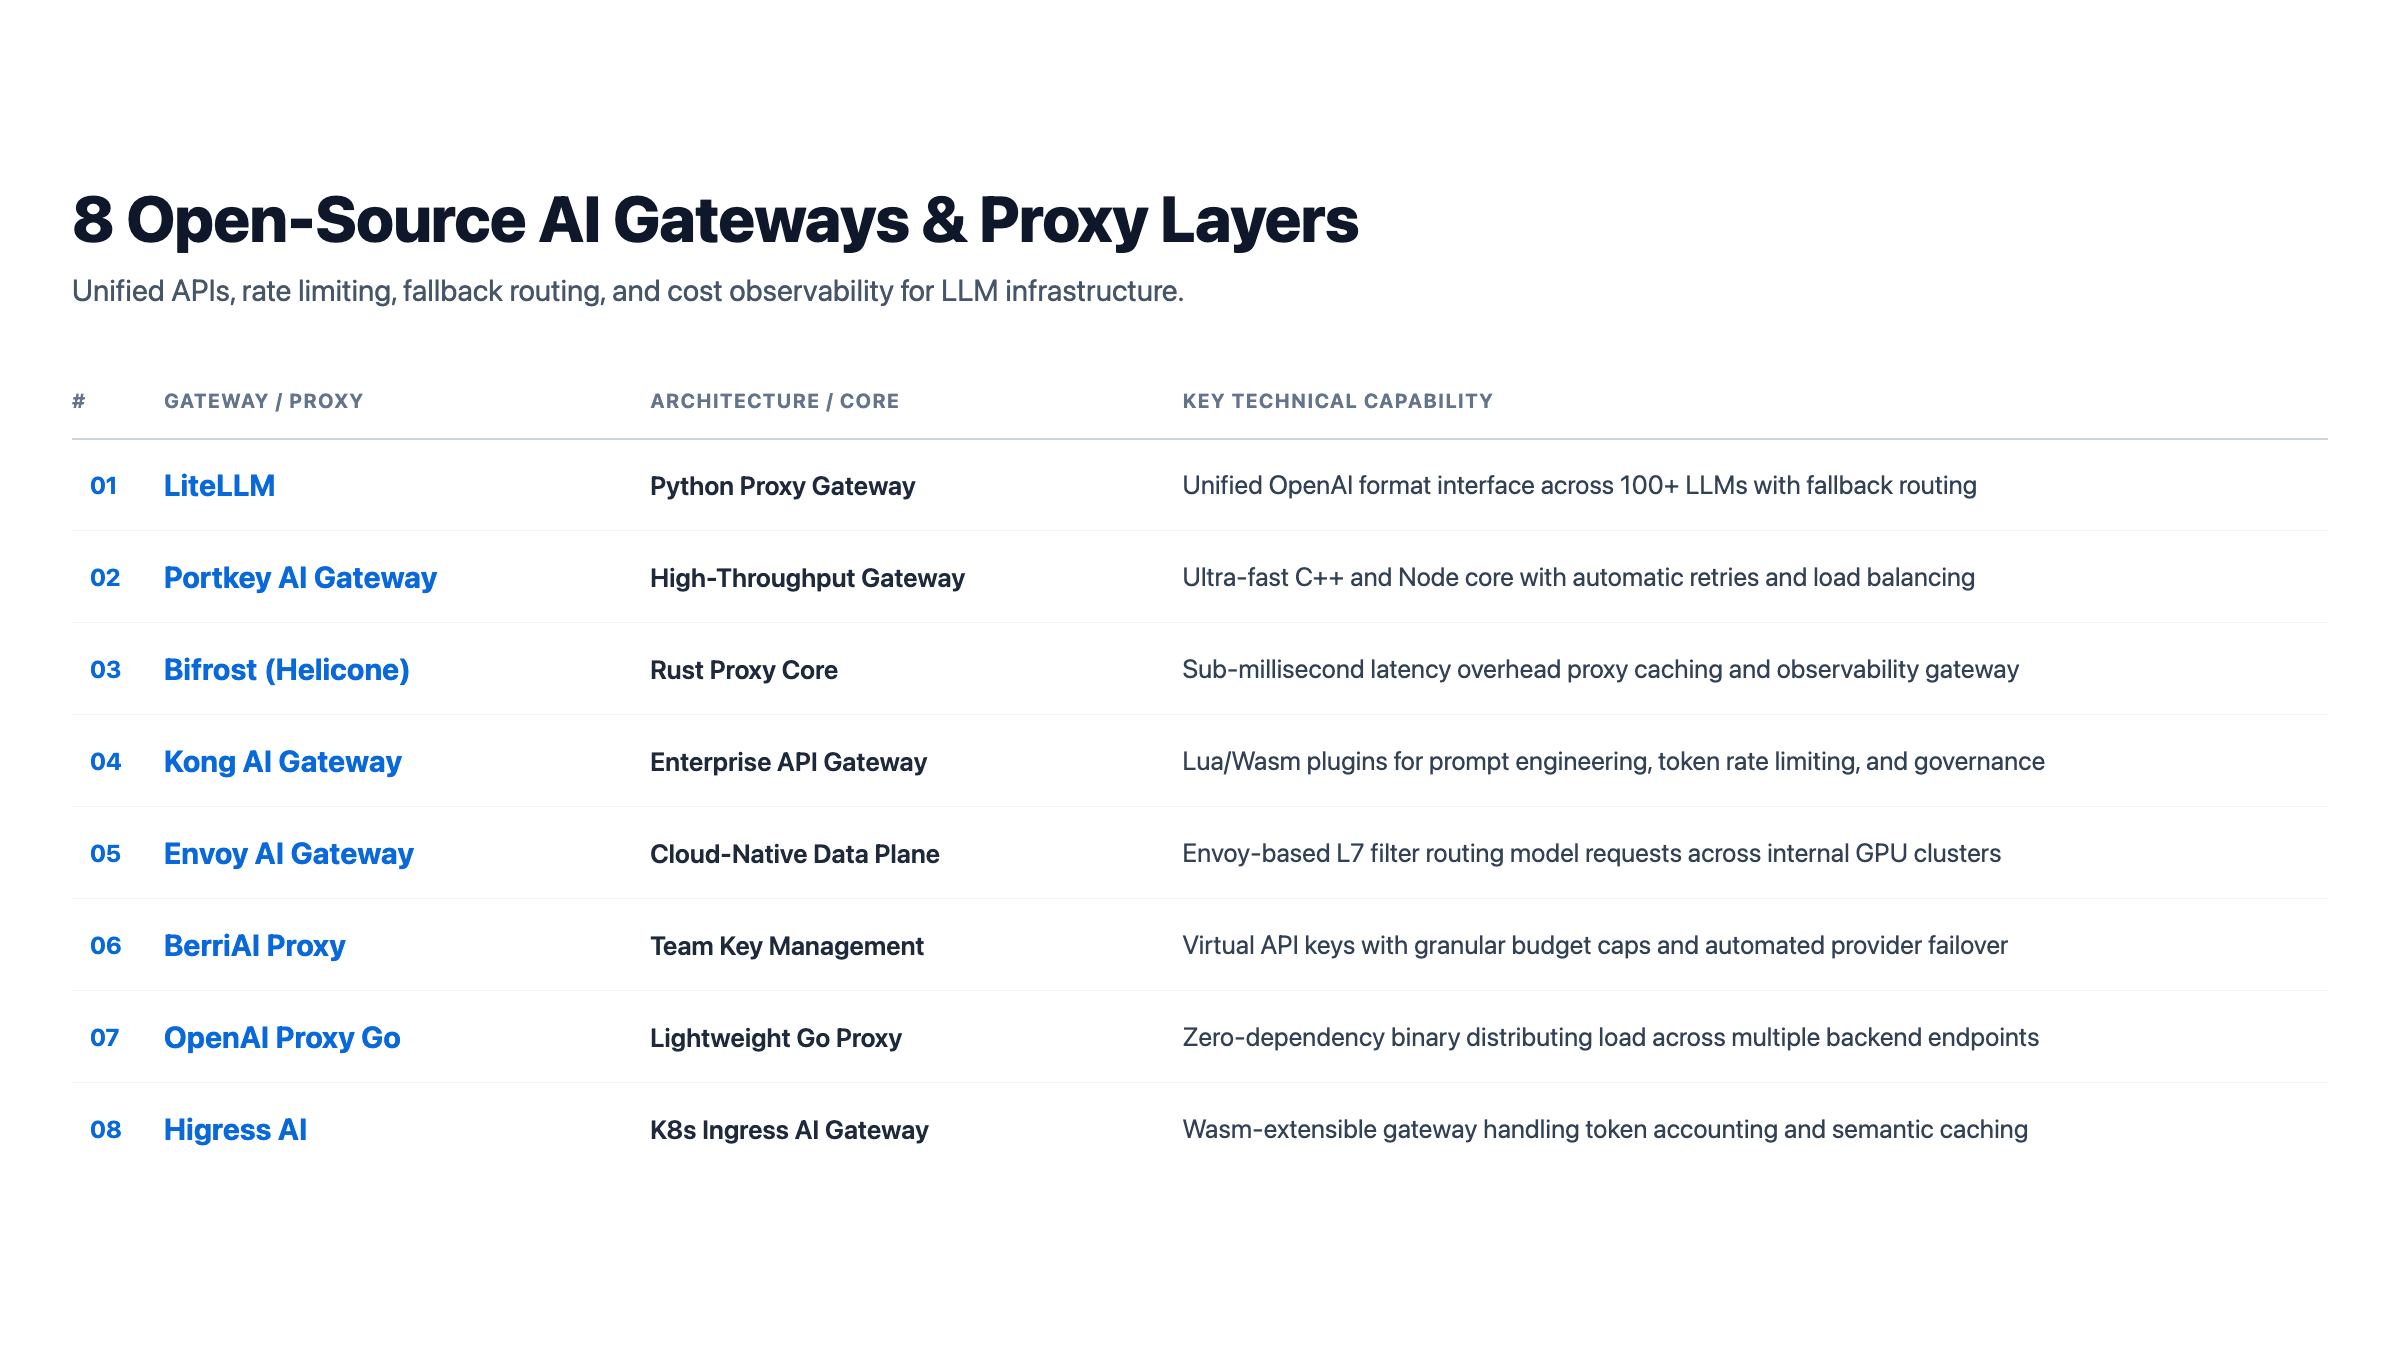 8 Open-Source AI Gateways & Proxy Layers
Unified APIs, rate limiting, fallback routing, and cost observability for LLM infrastructure.
# GATEWAY / PROXY ARCHITECTURE / CORE KEY TECHNICAL CAPABILITY
01 LiteLLM Python Proxy Gateway Unified OpenAI format interface across 100+ LLMs with fallback routing
02 Portkey AI Gateway High-Throughput Gateway Ultra-fast C++ and Node core with automatic retries and load balancing
03 Bifrost (Helicone) Rust Proxy Core Sub-millisecond latency overhead proxy caching and observability gateway
04 Kong AI Gateway Enterprise API Gateway Lua/Wasm plugins for prompt engineering, token rate limiting, and governance
05 Envoy AI Gateway Cloud-Native Data Plane Envoy-based L7 filter routing model requests across internal GPU clusters
06 BerriAI Proxy Team Key Management Virtual API keys with granular budget caps and automated provider failover
07 OpenAI Proxy Go Lightweight Go Proxy Zero-dependency binary distributing load across multiple backend endpoints
08 Higress AI K8s Ingress AI Gateway Wasm-extensible gateway handling token accounting and semantic caching